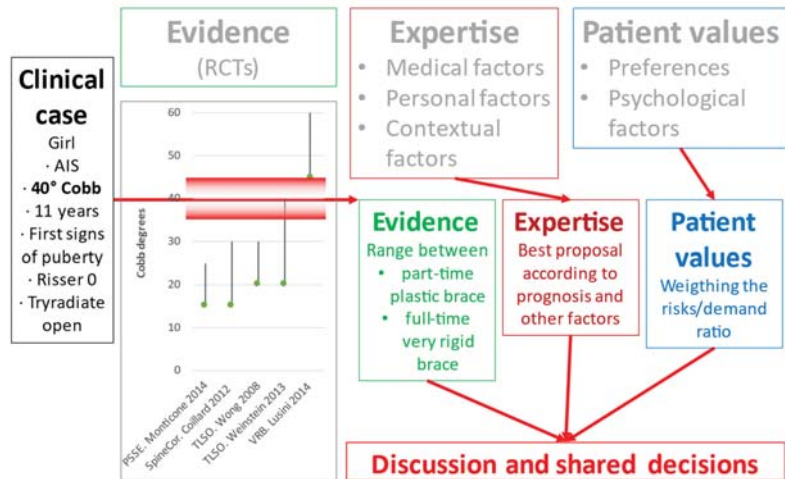 Clinical
case
Girl
· AIS
· 40° Cobb
· 11 years
· First signs
of puberty
· Risser 0
· Tryradiate
open
Evidence
(RCTs)
Cobb degrees
60
50
40
30
20
10
0
PSSE. Monticone 2014
SpineCor. Coillard 2012
TLSO. Wong 2008
TLSO. Weinstein 2013
VRB. Lusini 2014
Expertise
• Medical factors
• Personal factors
• Contextual
factors
Patient values
• Preferences
• Psychological
factors
Evidence
Range between
• part-time
plastic brace
• full-time
very rigid
brace
Expertise
Best proposal
according to
prognosis and
other factors
Patient
values
Weigthing the
risks/demand
ratio
Discussion and shared decisions